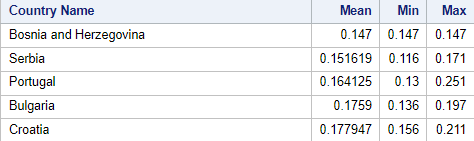 Country Name Mean Min Max
Bosnia and Herzegovina 0.147 0.147 0.147
Serbia 0.151619 0.116 0.171
Portugal 0.164125 0.13 0.251
Bulgaria 0.1759 0.136 0.197
Croatia 0.177947 0.156 0.211